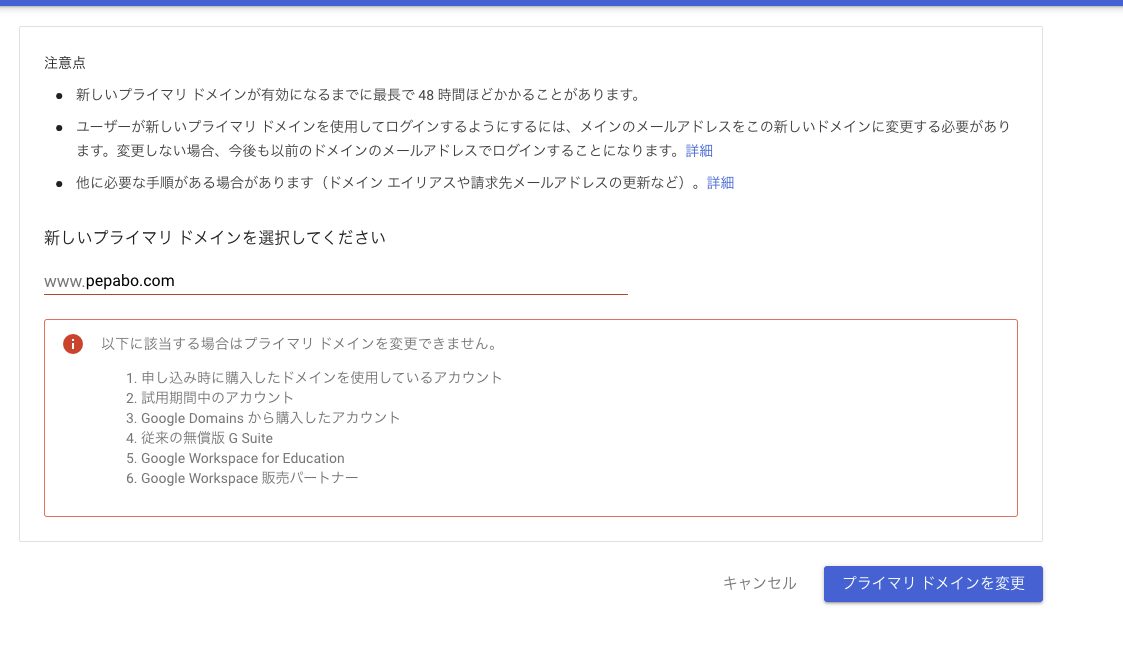 注意点
● 新しいプライマリ ドメインが有効になるまでに最長で 48 時間ほどかかることがあります。
● ユーザーが新しいプライマリ ドメインを使用してログインするようにするには、メインのメールアドレスをこの新しいドメインに変更する必要があり
ます。変更しない場合、今後も以前のドメインのメールアドレスでログインすることになります。詳細
● 他に必要な手順がある場合があります（ドメイン エイリアスや請求先メールアドレスの更新など）。詳細
新しいプライマリ ドメインを選択してください
www.pepabo.com
以下に該当する場合はプライマリ ドメインを変更できません。
1. 申し込み時に購入したドメインを使用しているアカウント
2. 試用期間中のアカウント
3. Google Domains から購入したアカウント
4. 従来の無償版 G Suite
5. Google Workspace for Education
6. Google Workspace 販売パートナー
キャンセル プライマリ ドメインを変更